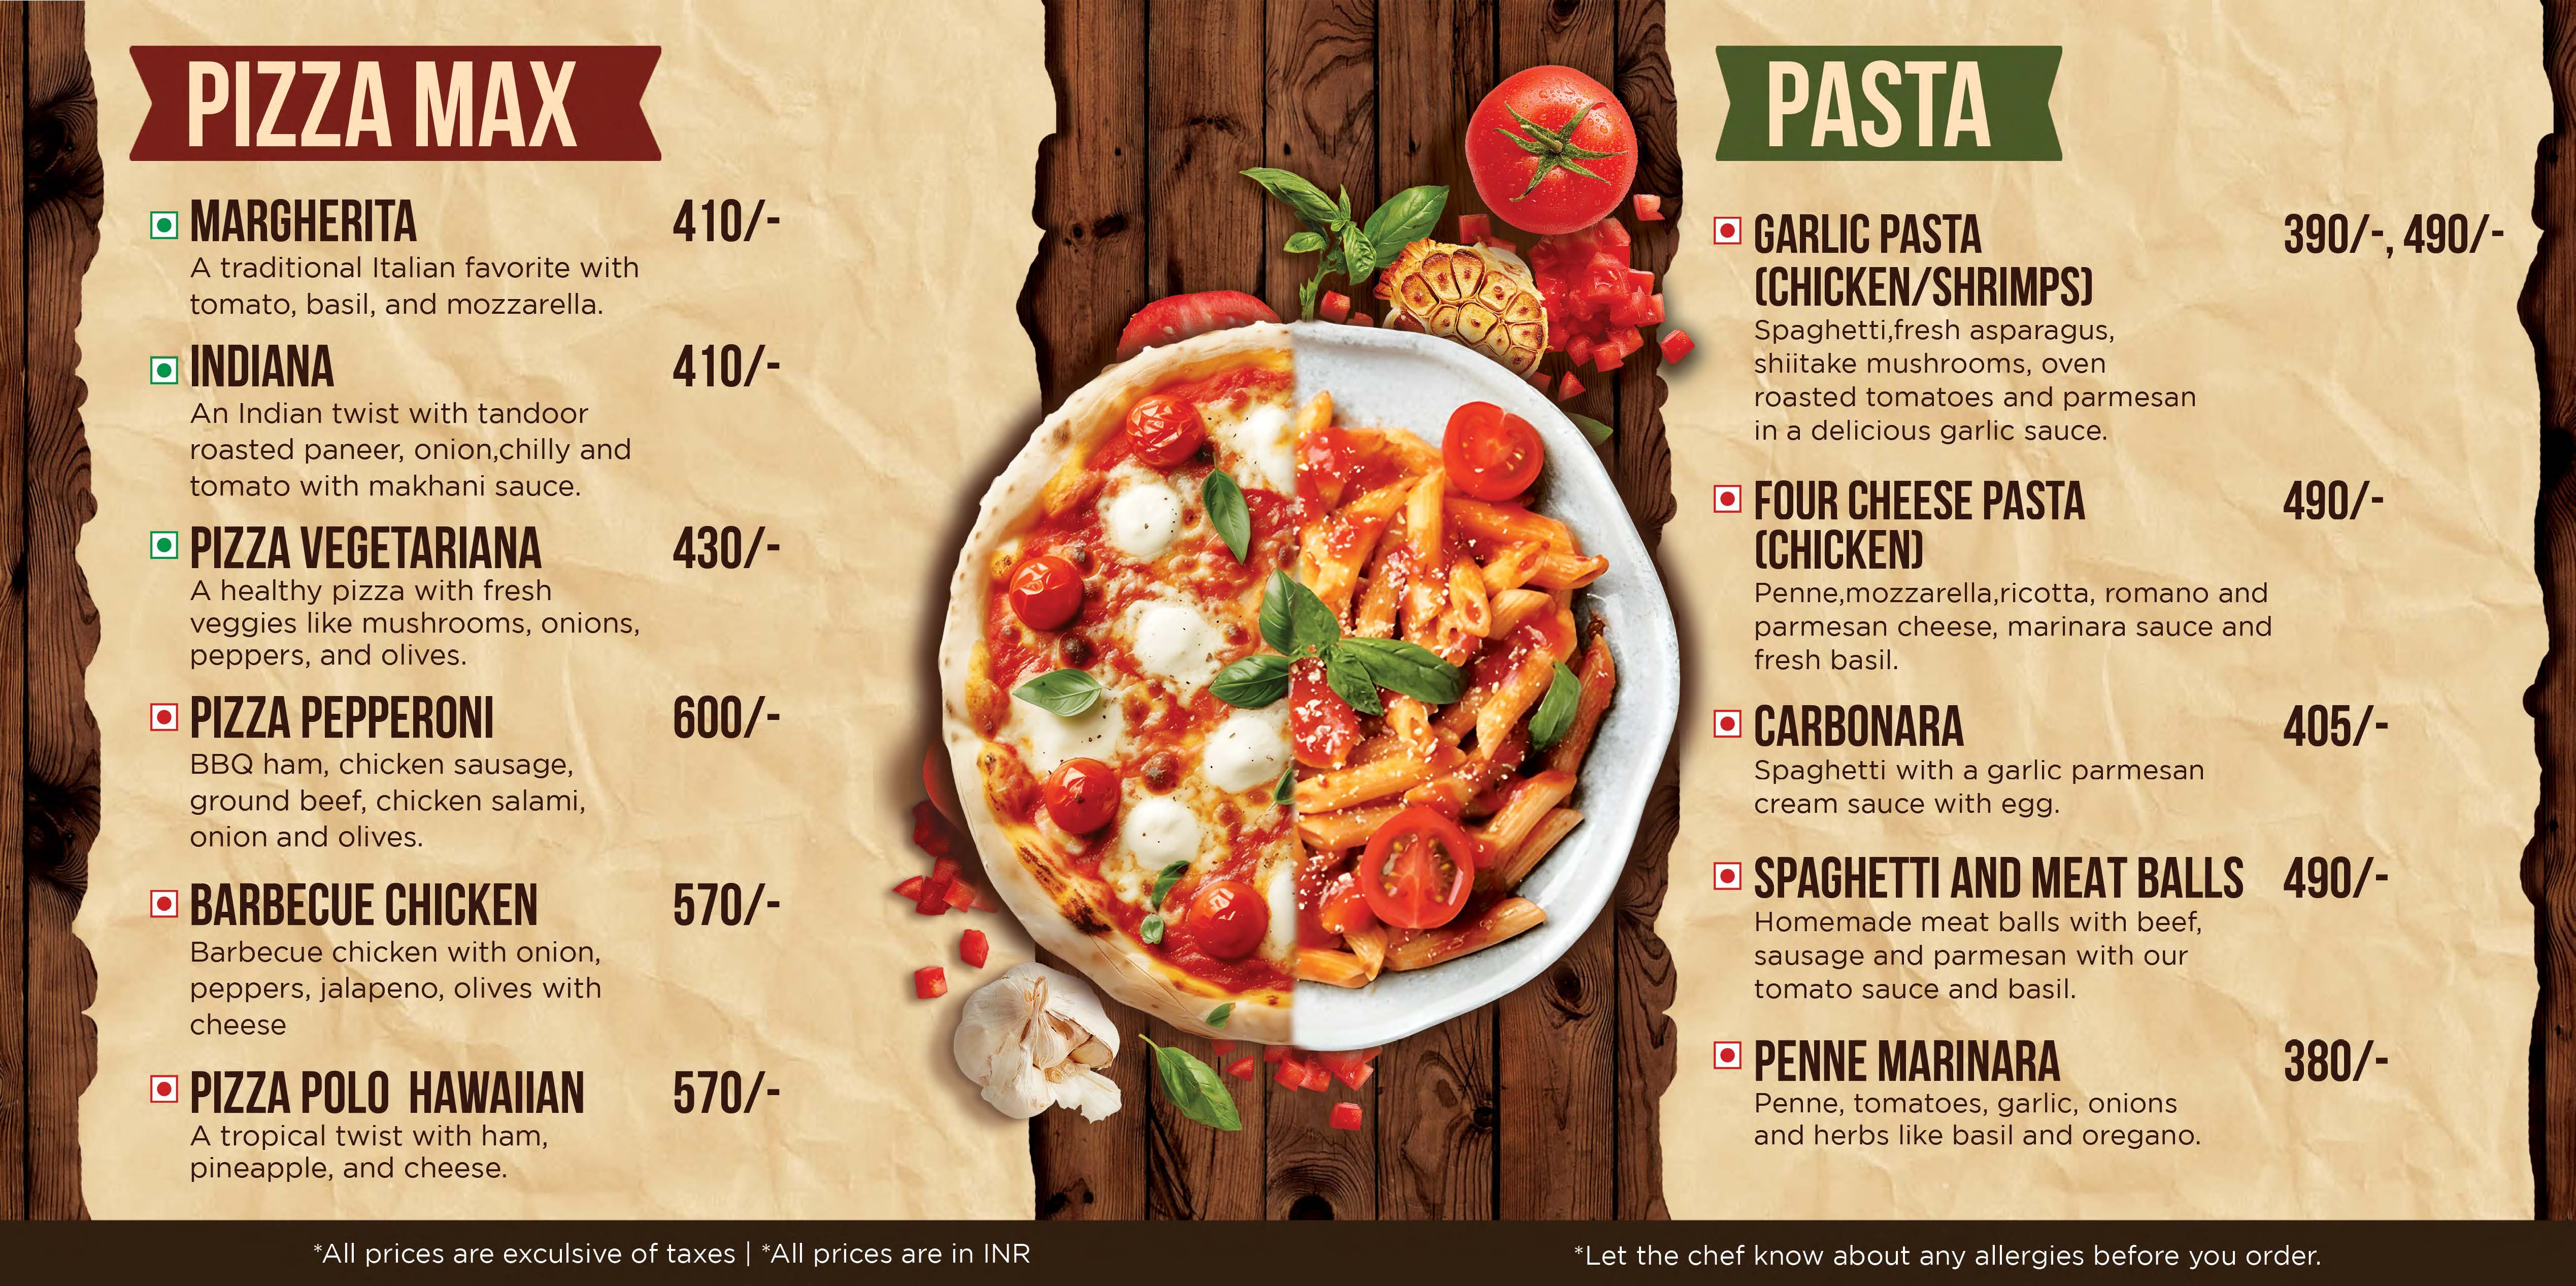 PIZZA MAX
MARGHERITA 410/-
A traditional Italian favorite with
tomato, basil, and mozzarella.
INDIANA 410/-
An Indian twist with tandoor
roasted paneer, onion,chilly and
tomato with makhani sauce.
PIZZA VEGETARIANA 430/-
A healthy pizza with fresh
veggies like mushrooms, onions,
peppers, and olives.
PIZZA PEPPERONI 600/-
BBQ ham, chicken sausage,
ground beef, chicken salami,
onion and olives.
BARBECUE CHICKEN 570/-
Barbecue chicken with onion,
peppers, jalapeno, olives with
cheese
PIZZA POLO HAWAIIAN 570/-
A tropical twist with ham,
pineapple, and cheese.
PASTA
GARLIC PASTA 390/-, 490/-
(CHICKEN/SHRIMPS)
Spaghetti,fresh asparagus,
shiitake mushrooms, oven
roasted tomatoes and parmesan
in a delicious garlic sauce.
FOUR CHEESE PASTA 490/-
(CHICKEN)
Penne,mozzarella,ricotta, romano and
parmesan cheese, marinara sauce and
fresh basil.
CARBONARA 405/-
Spaghetti with a garlic parmesan
cream sauce with egg.
SPAGHETTI AND MEAT BALLS 490/-
Homemade meat balls with beef,
sausage and parmesan with our
tomato sauce and basil.
PENNE MARINARA 380/-
Penne, tomatoes, garlic, onions
and herbs like basil and oregano.
*All prices are exculsive of taxes | *All prices are in INR
*Let the chef know about any allergies before you order.